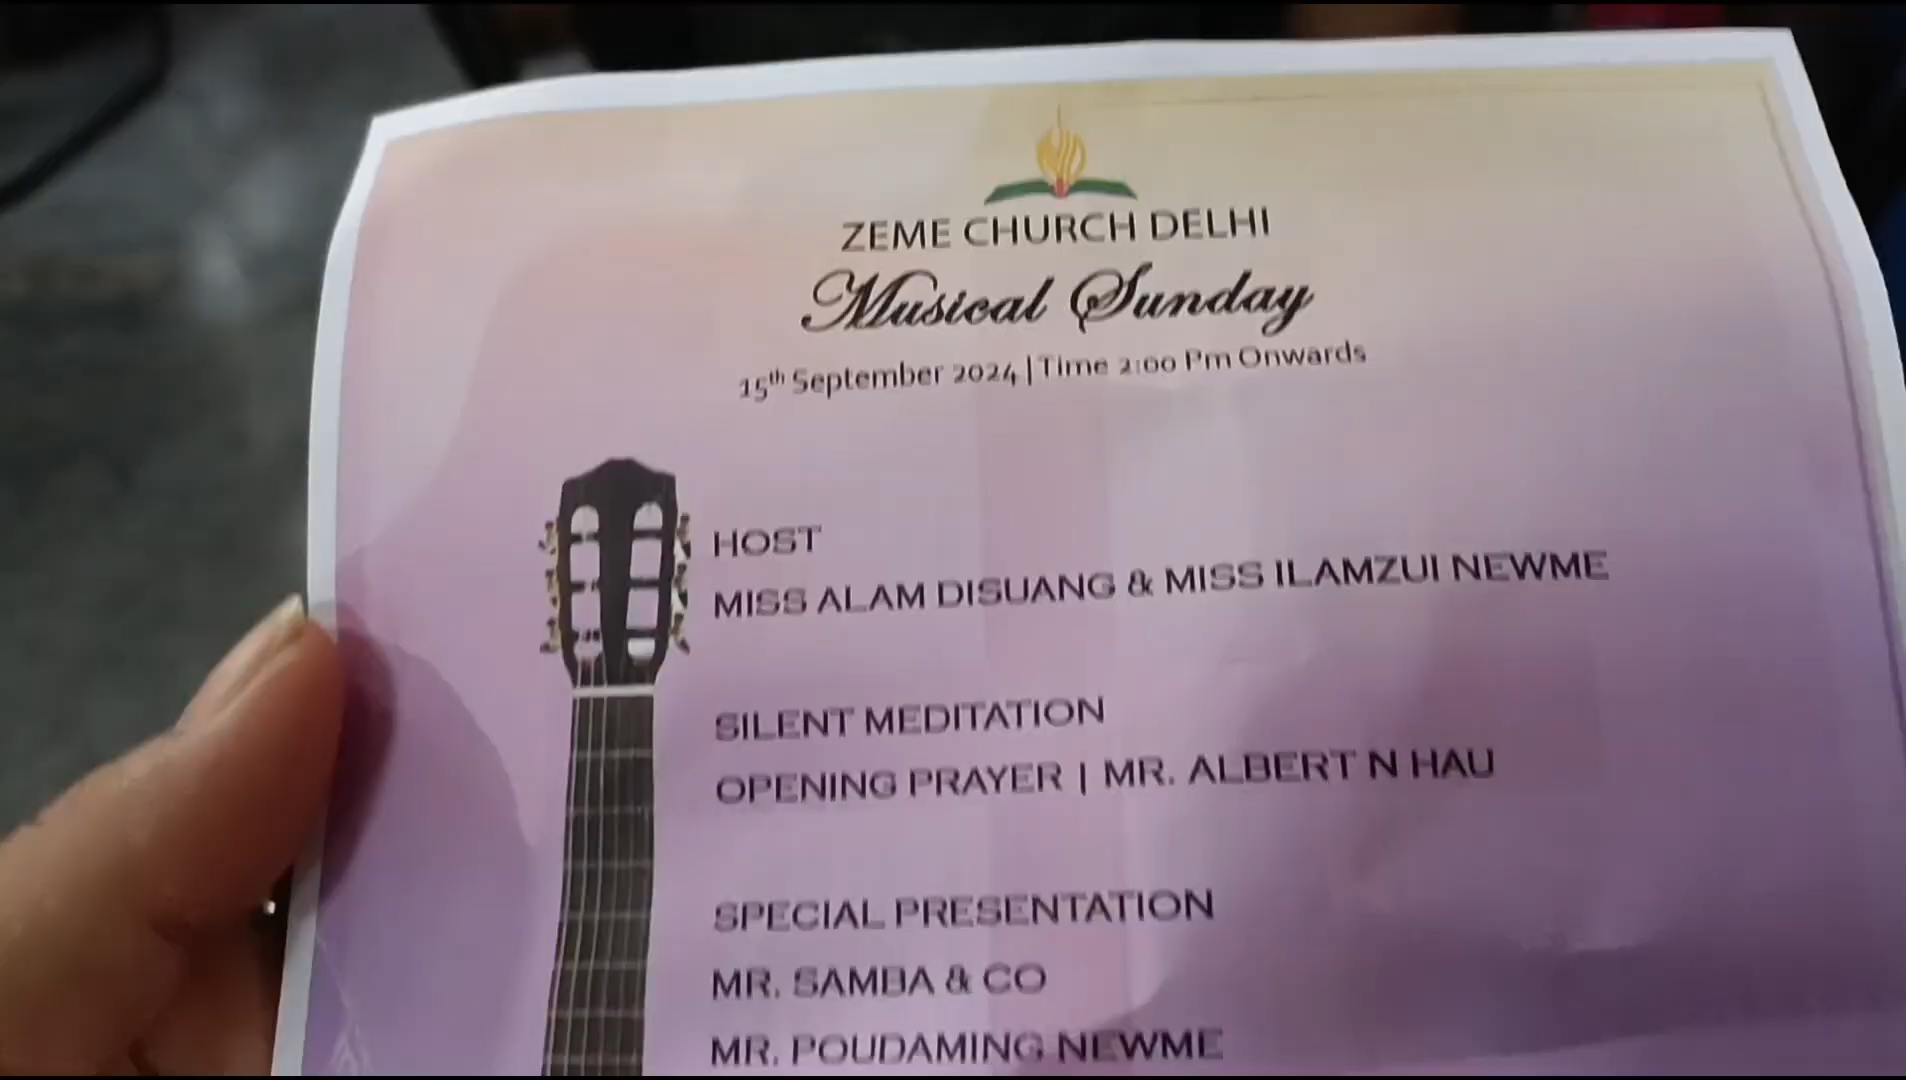 ZEME CHURCH DELHI
Musical Sunday
15th September 2024 | Time 2:00 Pm Onwards
HOST
MISS ALAM DISUANG & MISS ILAMZUI NEWME
SILENT MEDITATION
OPENING PRAYER | MR. ALBERT N HAU
SPECIAL PRESENTATION
MR. SAMBA & CO
MR. POUDAMING NEWME